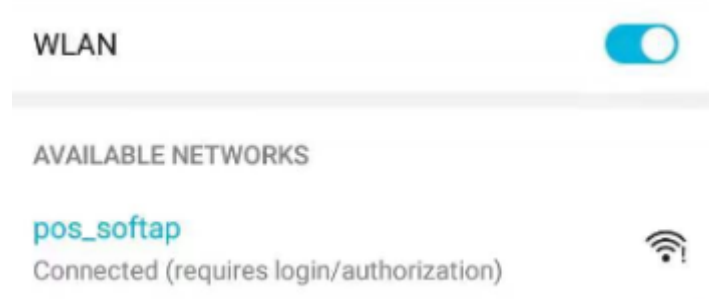 WLAN
AVAILABLE NETWORKS
pos_softap
Connected (requires login/authorization)